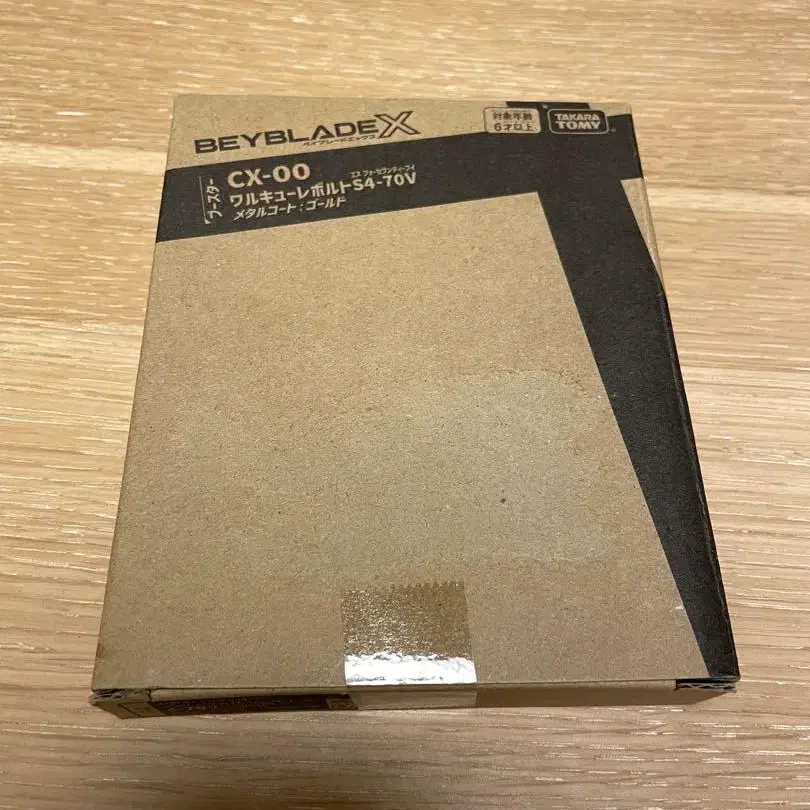 BEYBLADE X
ベイブレードエックス
対象年齢
6才以上
TAKARA
TOMY
ブースター
CX-00
エス フォーセブンティーブイ
ワルキューレボルトS4-70V
メタルコート:ゴールド